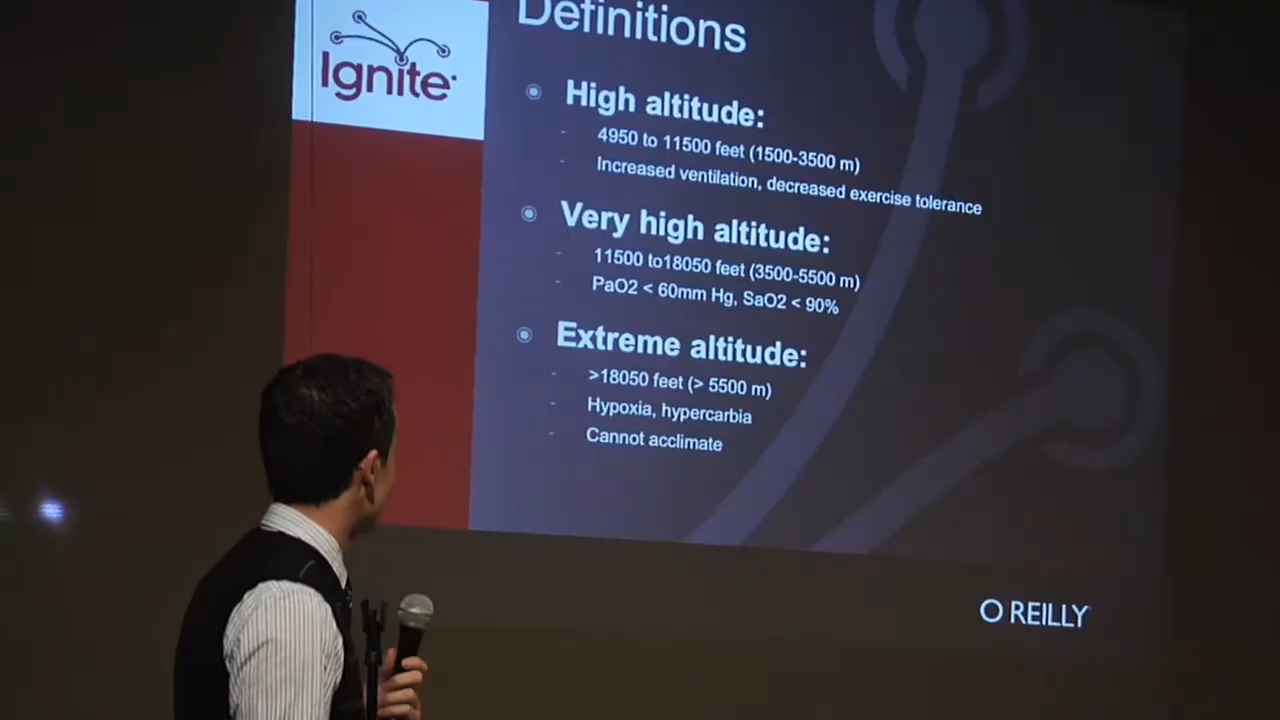 Definitions
Ignite
High altitude:
- 4950 to 11500 feet (1500-3500 m)
- Increased ventilation, decreased exercise tolerance
Very high altitude:
- 11500 to18050 feet (3500-5500 m)
- PaO2 < 60mm Hg, SaO2 < 90%
Extreme altitude:
- >18050 feet (> 5500 m)
- Hypoxia, hypercarbia
- Cannot acclimate
O REILLY